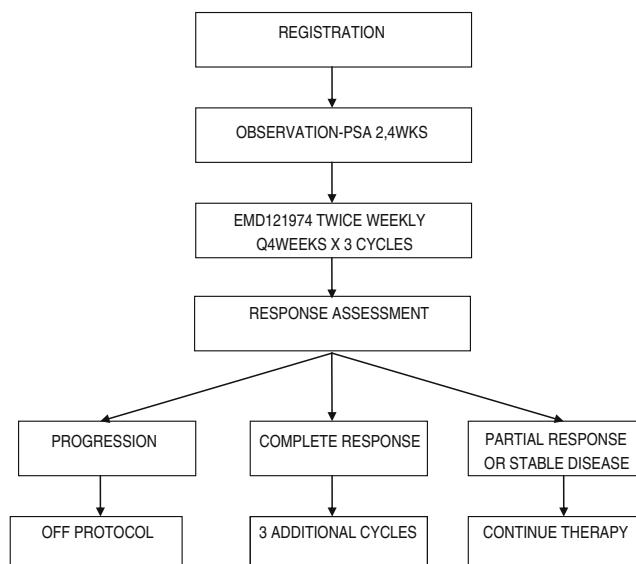 REGISTRATION
OBSERVATION-PSA 2,4WKS
EMD121974 TWICE WEEKLY
Q4WEEKS X 3 CYCLES
RESPONSE ASSESSMENT
PROGRESSION
COMPLETE RESPONSE
PARTIAL RESPONSE
OR STABLE DISEASE
OFF PROTOCOL
3 ADDITIONAL CYCLES
CONTINUE THERAPY